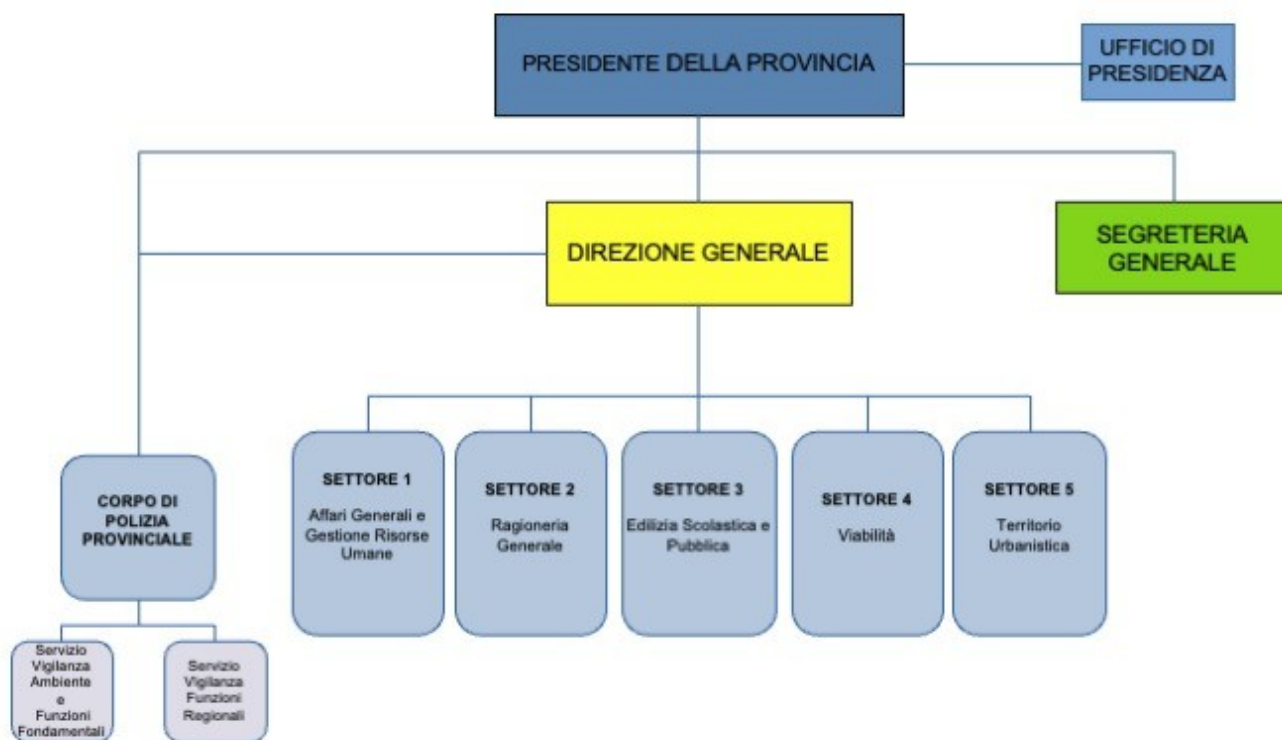 PRESIDENTE DELLA PROVINCIA
UFFICIO DI
PRESIDENZA
DIREZIONE GENERALE
SEGRETERIA
GENERALE
CORPO DI
POLIZIA
PROVINCIALE
SETTORE 1
Affari Generali e
Gestione Risorse
Umane
SETTORE 2
Ragioneria
Generale
SETTORE 3
Edilizia Scolastica e
Pubblica
SETTORE 4
Viabilità
SETTORE 5
Territorio
Urbanistica
Servizio
Vigilanza
Ambiente
e
Funzioni
Fondamentali
Servizio
Vigilanza
Funzioni
Regionali